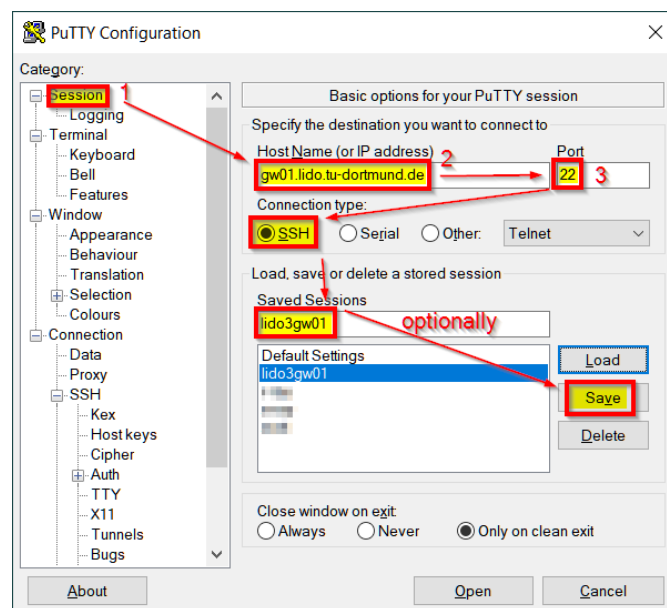 PuTTY Configuration
Category:
Session
1
Logging
Terminal
Keyboard
Bell
Features
Window
Appearance
Behaviour
Translation
Selection
Colours
Connection
Data
Proxy
SSH
Kex
Host keys
Cipher
Auth
TTY
X11
Tunnels
Bugs
Basic options for your PuTTY session
Specify the destination you want to connect to
Host Name (or IP address)
2
Port
gw01.lido.tu-dortmund.de
22
3
Connection type:
SSH
Serial
Other:
Telnet
Load, save or delete a stored session
Saved Sessions
lido3gw01
optionally
Default Settings
lido3gw01
Load
Save
Delete
Close window on exit:
Always
Never
Only on clean exit
About
Open
Cancel